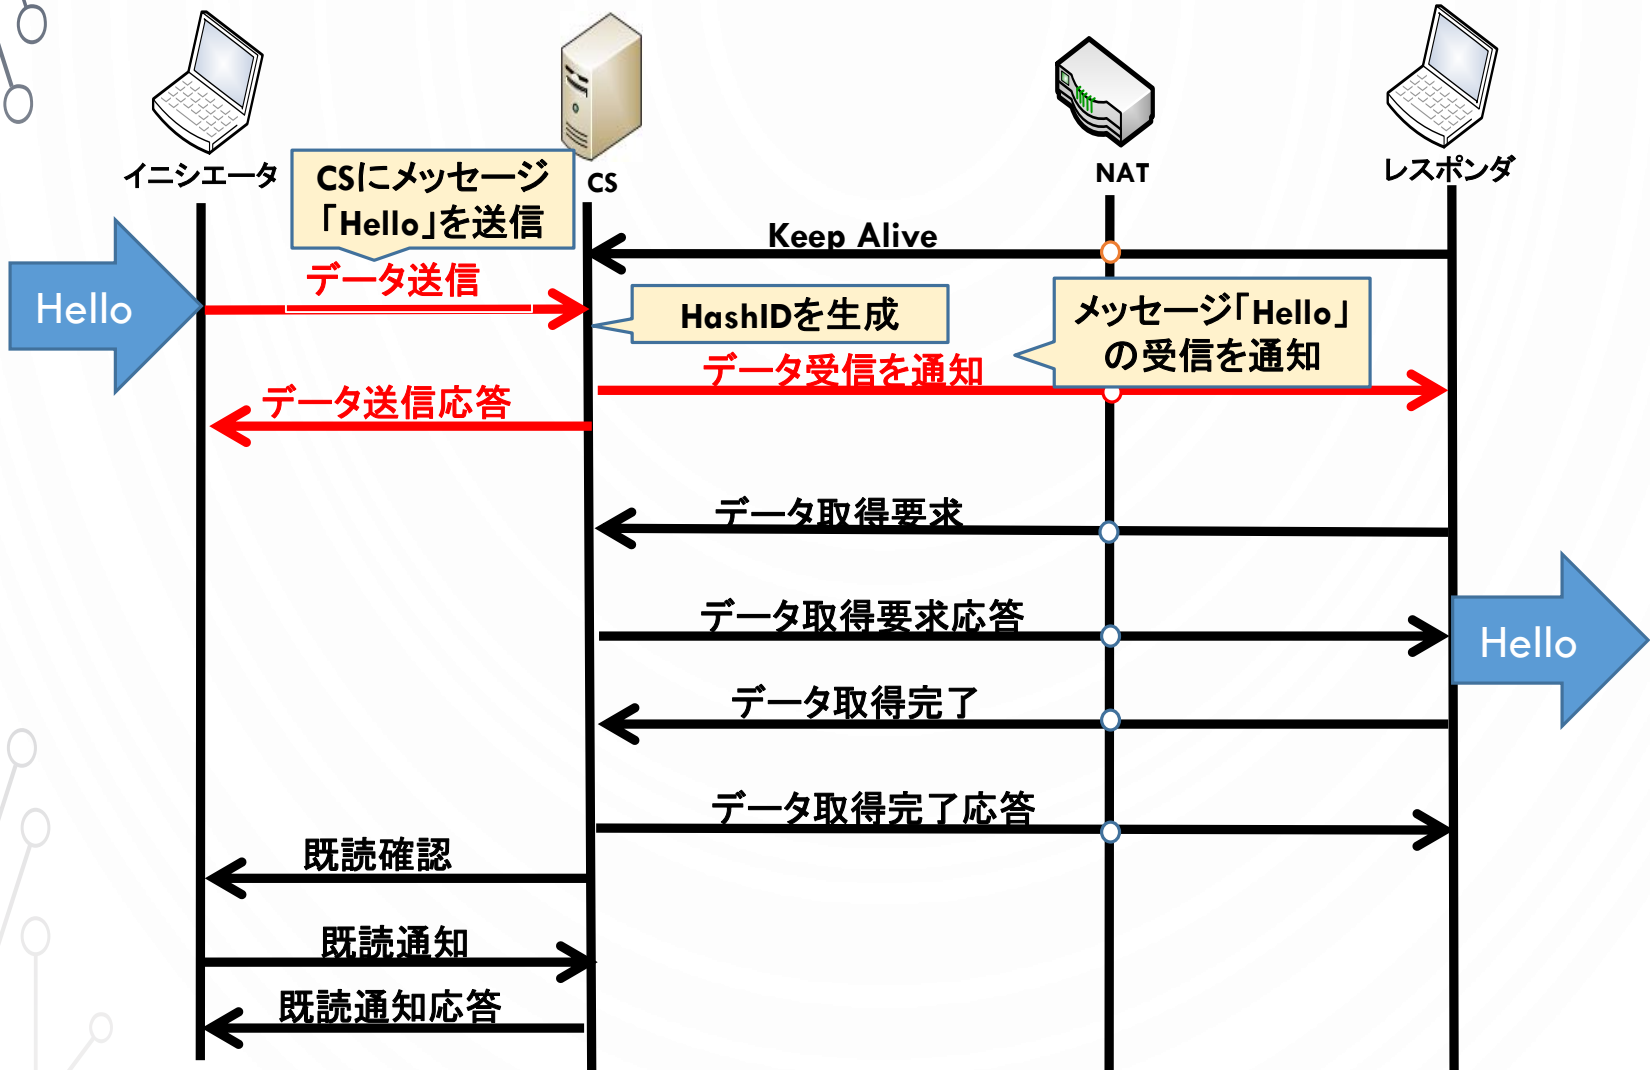 イニシエータ
CS
NAT
レスポンダ
CSにメッセージ
「Hello」を送信
Keep Alive
データ送信
Hello
HashIDを生成
メッセージ「Hello」
の受信を通知
データ受信を通知
データ送信応答
データ取得要求
データ取得要求応答
Hello
データ取得完了
データ取得完了応答
既読確認
既読通知
既読通知応答